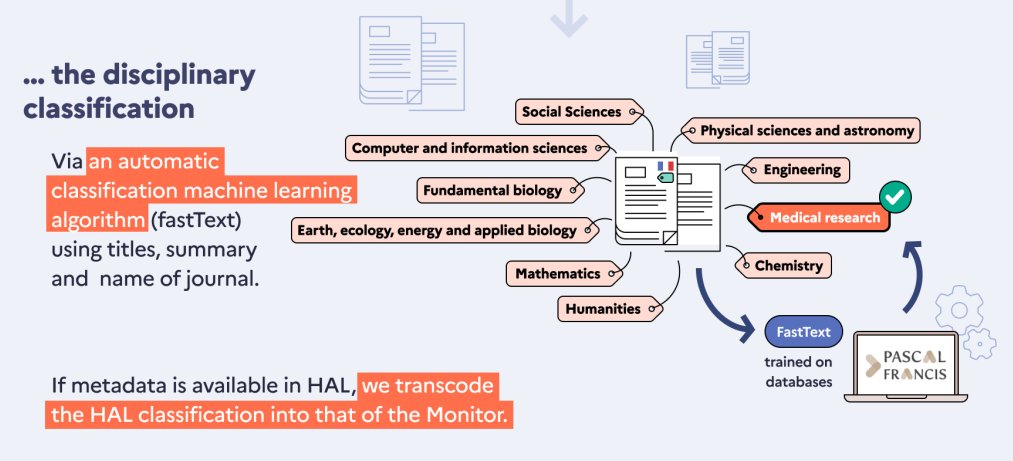 ... the disciplinary
classification
Via an automatic
classification machine learning
algorithm (fastText)
using titles, summary
and name of journal.
Social Sciences
Physical sciences and astronomy
Computer and information sciences
Engineering
Fundamental biology
Medical research
Earth, ecology, energy and applied biology
Chemistry
Mathematics
Humanities
FastText
trained on
databases
PASCAL
FRANCIS
If metadata is available in HAL, we transcode
the HAL classification into that of the Monitor.